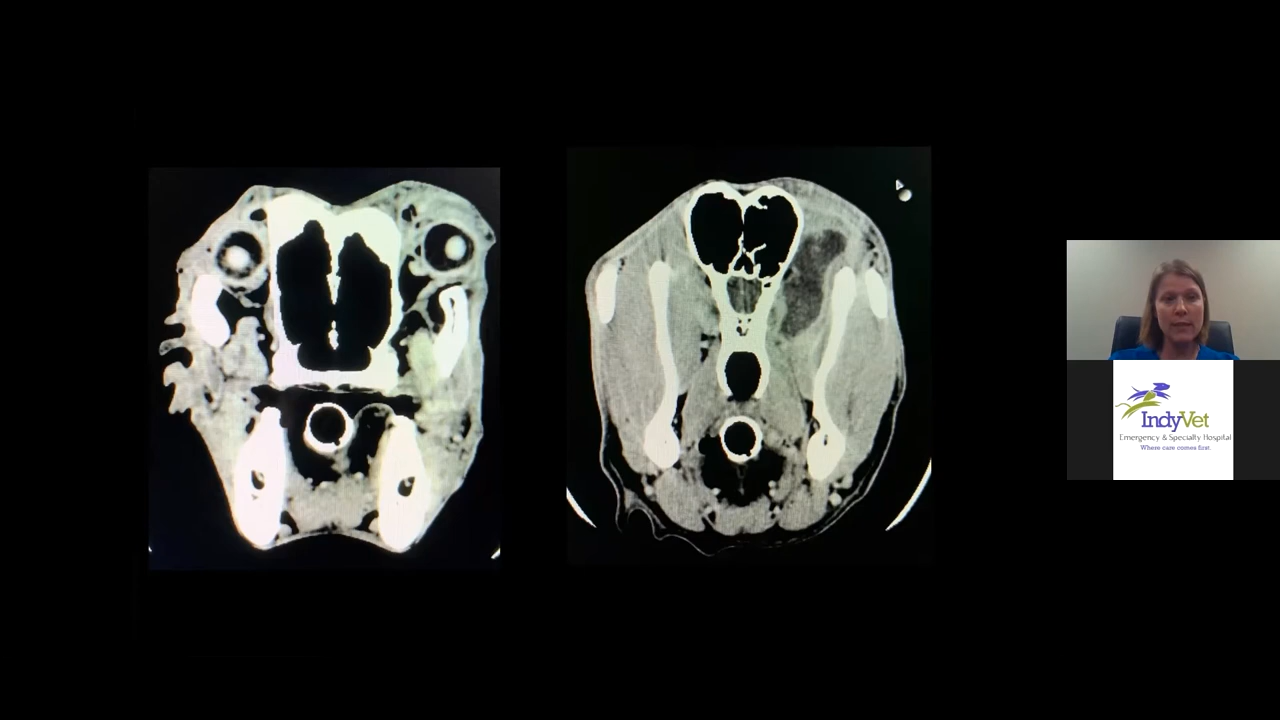 IndyVet
Emergency & Specialty Hospital
Where care comes first.